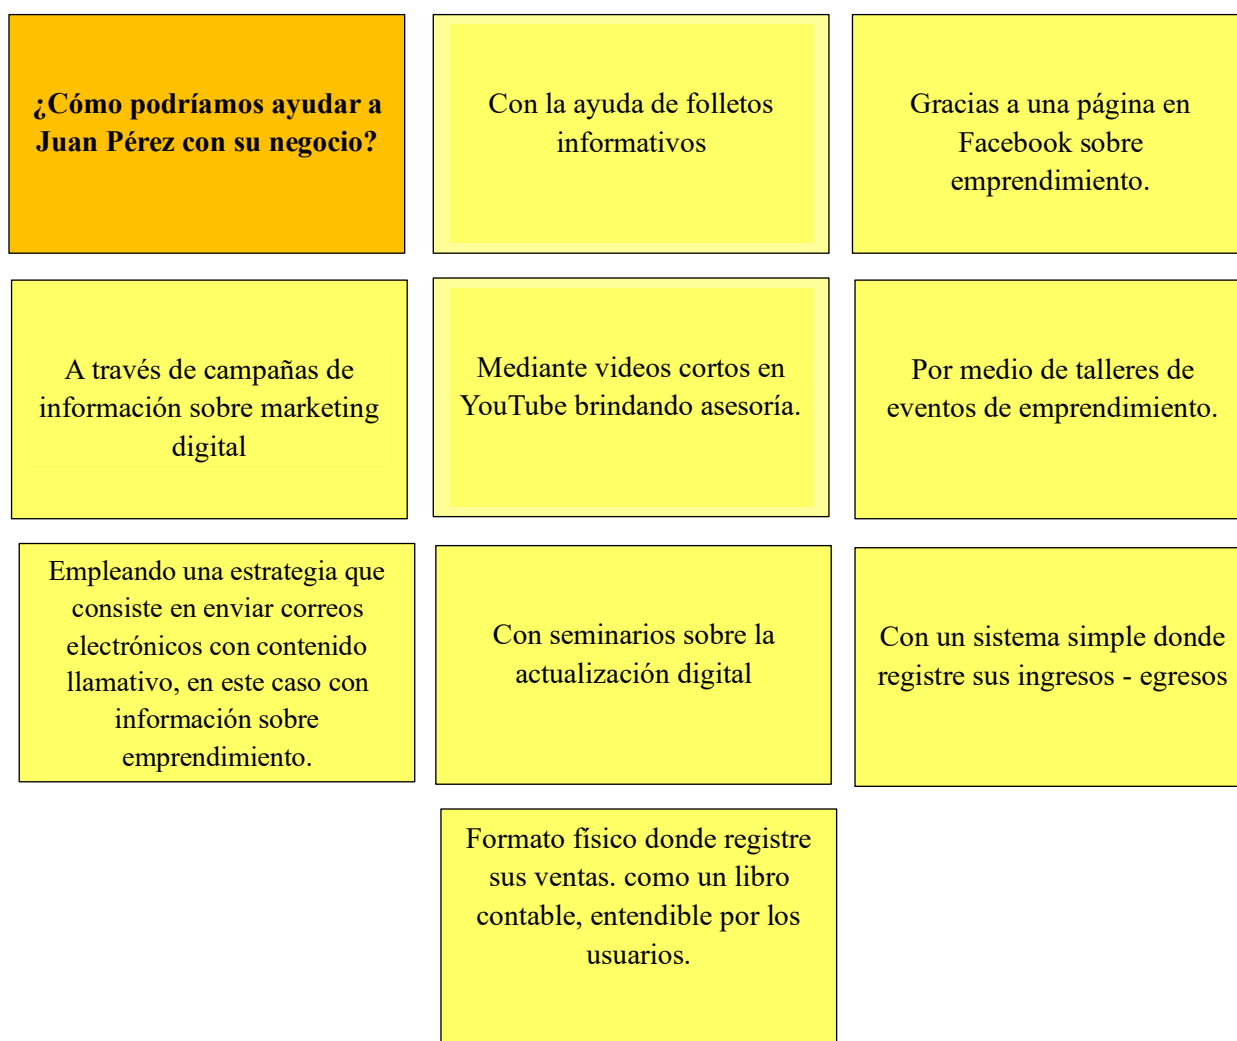 ¿Cómo podríamos ayudar a
Juan Pérez con su negocio?
Con la ayuda de folletos
informativos
Gracias a una página en
Facebook sobre
emprendimiento.
A través de campañas de
información sobre marketing
digital
Mediante videos cortos en
YouTube brindando asesoría.
Por medio de talleres de
eventos de emprendimiento.
Empleando una estrategia que
consiste en enviar correos
electrónicos con contenido
llamativo, en este caso con
información sobre
emprendimiento.
Con seminarios sobre la
actualización digital
Con un sistema simple donde
registre sus ingresos - egresos
Formato físico donde registre
sus ventas. como un libro
contable, entendible por los
usuarios.